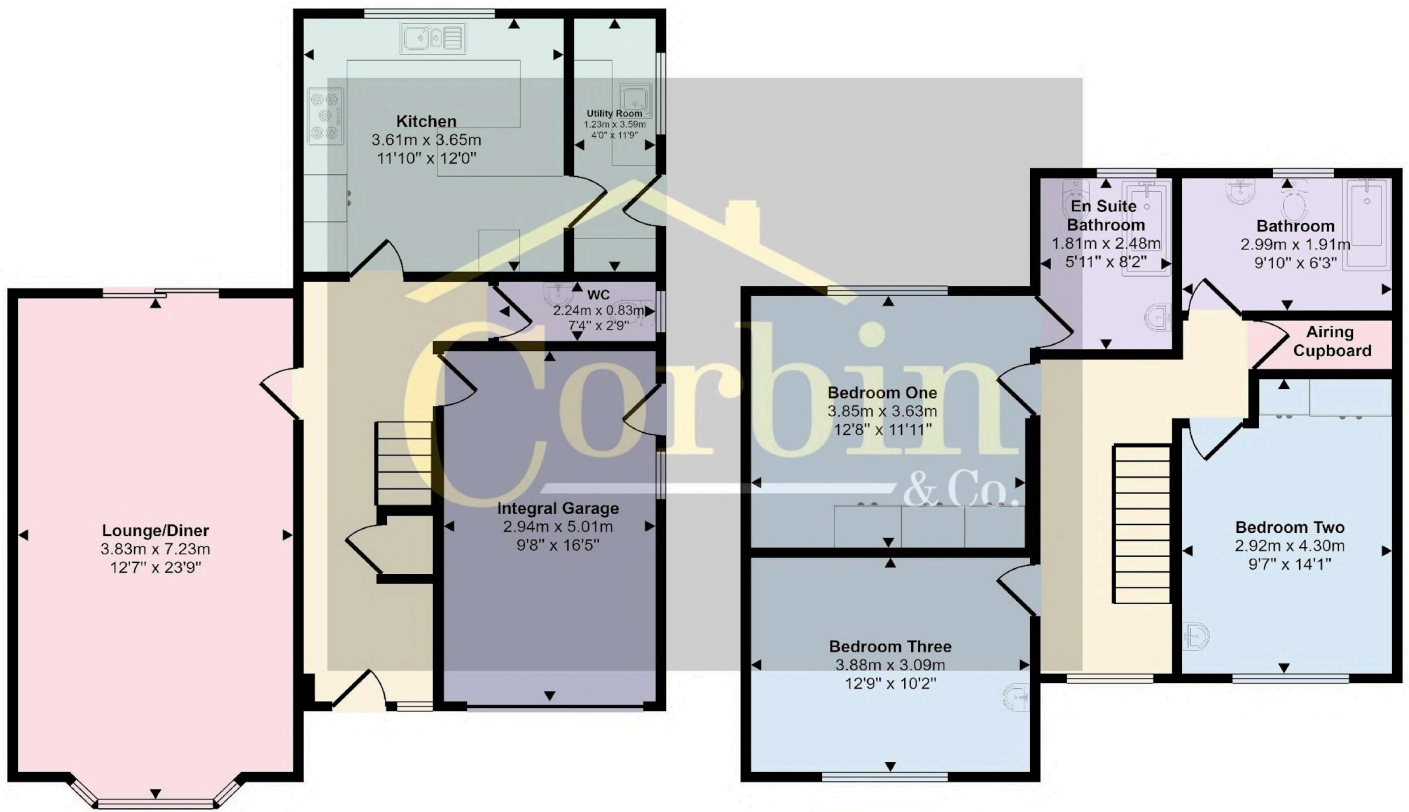 Kitchen
3.61m x 3.65m
11'10" x 12'0"
Utility Room
1.23m x 3.59m
4'0" x 11'9"
WC
2.24m x 0.83m
7'4" x 2'9"
Lounge/Diner
3.83m x 7.23m
12'7" x 23'9"
Integral Garage
2.94m x 5.01m
9'8" x 16'5"
En Suite
Bathroom
1.81m x 2.48m
5'11" x 8'2"
Bathroom
2.99m x 1.91m
9'10" x 6'3"
Airing
Cupboard
Bedroom One
3.85m x 3.63m
12'8" x 11'11"
Bedroom Two
2.92m x 4.30m
9'7" x 14'1"
Bedroom Three
3.88m x 3.09m
12'9" x 10'2"
Corbin
& Co.